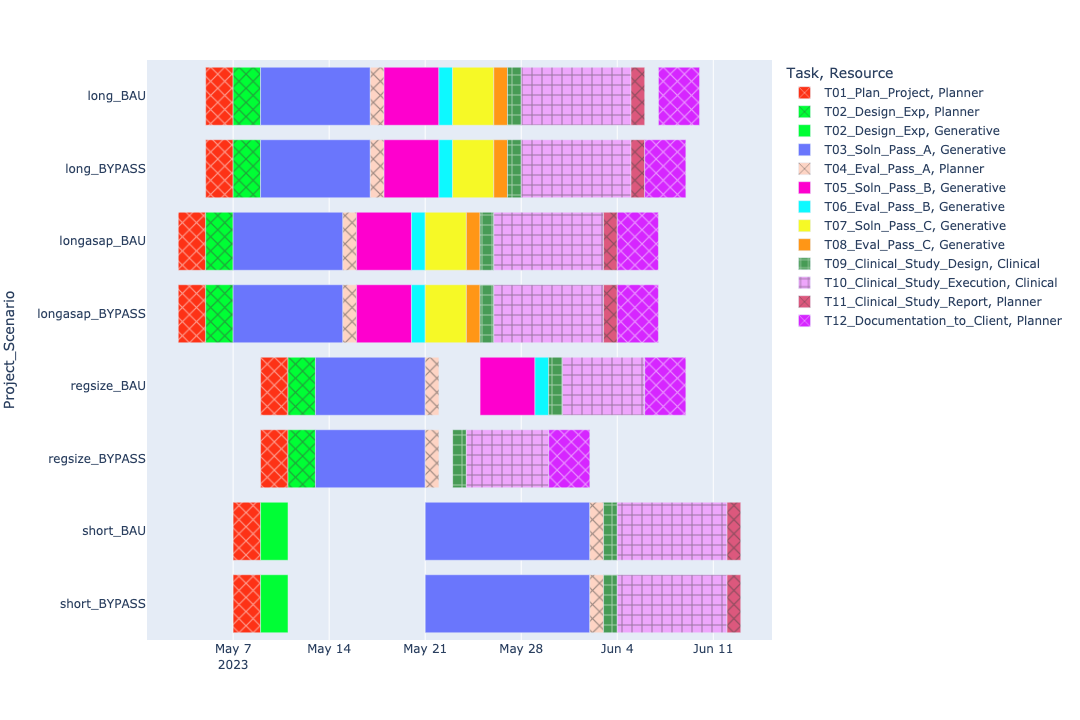 Task, Resource
T01_Plan_Project, Planner
T02_Design_Exp, Planner
T02_Design_Exp, Generative
T03_Soln_Pass_A, Generative
T04_Eval_Pass_A, Planner
T05_Soln_Pass_B, Generative
T06_Eval_Pass_B, Generative
T07_Soln_Pass_C, Generative
T08_Eval_Pass_C, Generative
T09_Clinical_Study_Design, Clinical
T10_Clinical_Study_Execution, Clinical
T11_Clinical_Study_Report, Planner
T12_Documentation_to_Client, Planner
Project_Scenario
long_BAU
long_BYPASS
longasap_BAU
longasap_BYPASS
regsize_BAU
regsize_BYPASS
short_BAU
short_BYPASS
May 7 May 14 May 21 May 28 Jun 4 Jun 11
2023